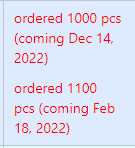 ordered 1000 pcs
(coming Dec 14,
2022)
ordered 1100
pcs (coming Feb
18, 2022)